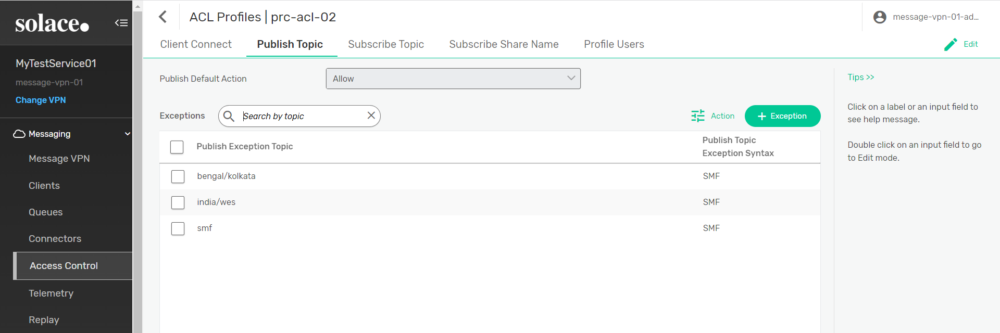 solace
MyTestService01
message-vpn-01
Change VPN
Messaging
Message VPN
Clients
Queues
Connectors
Access Control
Telemetry
Replay
ACL Profiles | prc-acl-02
message-vpn-01-ad...
Client Connect
Publish Topic
Subscribe Topic
Subscribe Share Name
Profile Users
Edit
Publish Default Action
Allow
Exceptions
Search by topic
Action
+ Exception
Publish Exception Topic
Publish Topic
Exception Syntax
bengal/kolkata
SMF
india/wes
SMF
smf
SMF
Tips >>
Click on a label or an input field to
see help message.
Double click on an input field to go
to Edit mode.